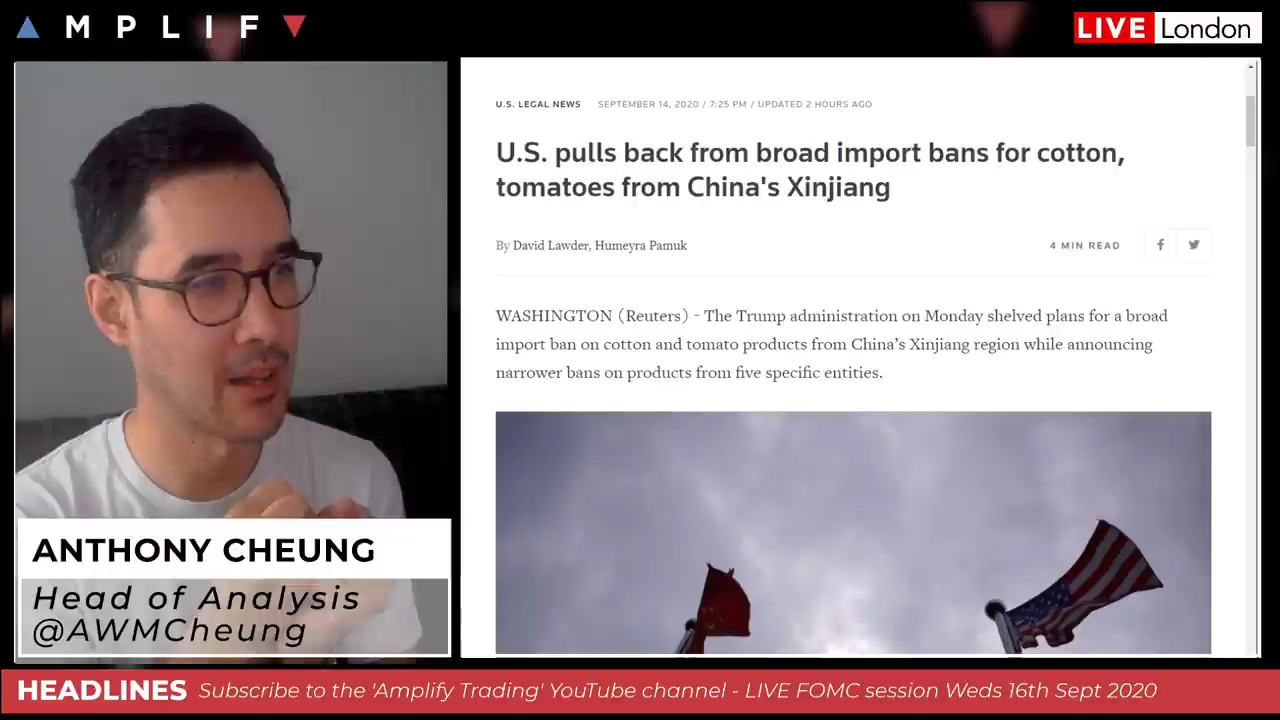 AMPLIFY
LIVE London
U.S. LEGAL NEWS SEPTEMBER 14, 2020 / 7:25 PM / UPDATED 2 HOURS AGO
U.S. pulls back from broad import bans for cotton,
tomatoes from China's Xinjiang
By David Lawder, Humeyra Pamuk
4 MIN READ
WASHINGTON (Reuters) - The Trump administration on Monday shelved plans for a broad
import ban on cotton and tomato products from China’s Xinjiang region while announcing
narrower bans on products from five specific entities.
ANTHONY CHEUNG
Head of Analysis
@AWMCheung
HEADLINES Subscribe to the 'Amplify Trading' YouTube channel - LIVE FOMC session Weds 16th Sept 2020